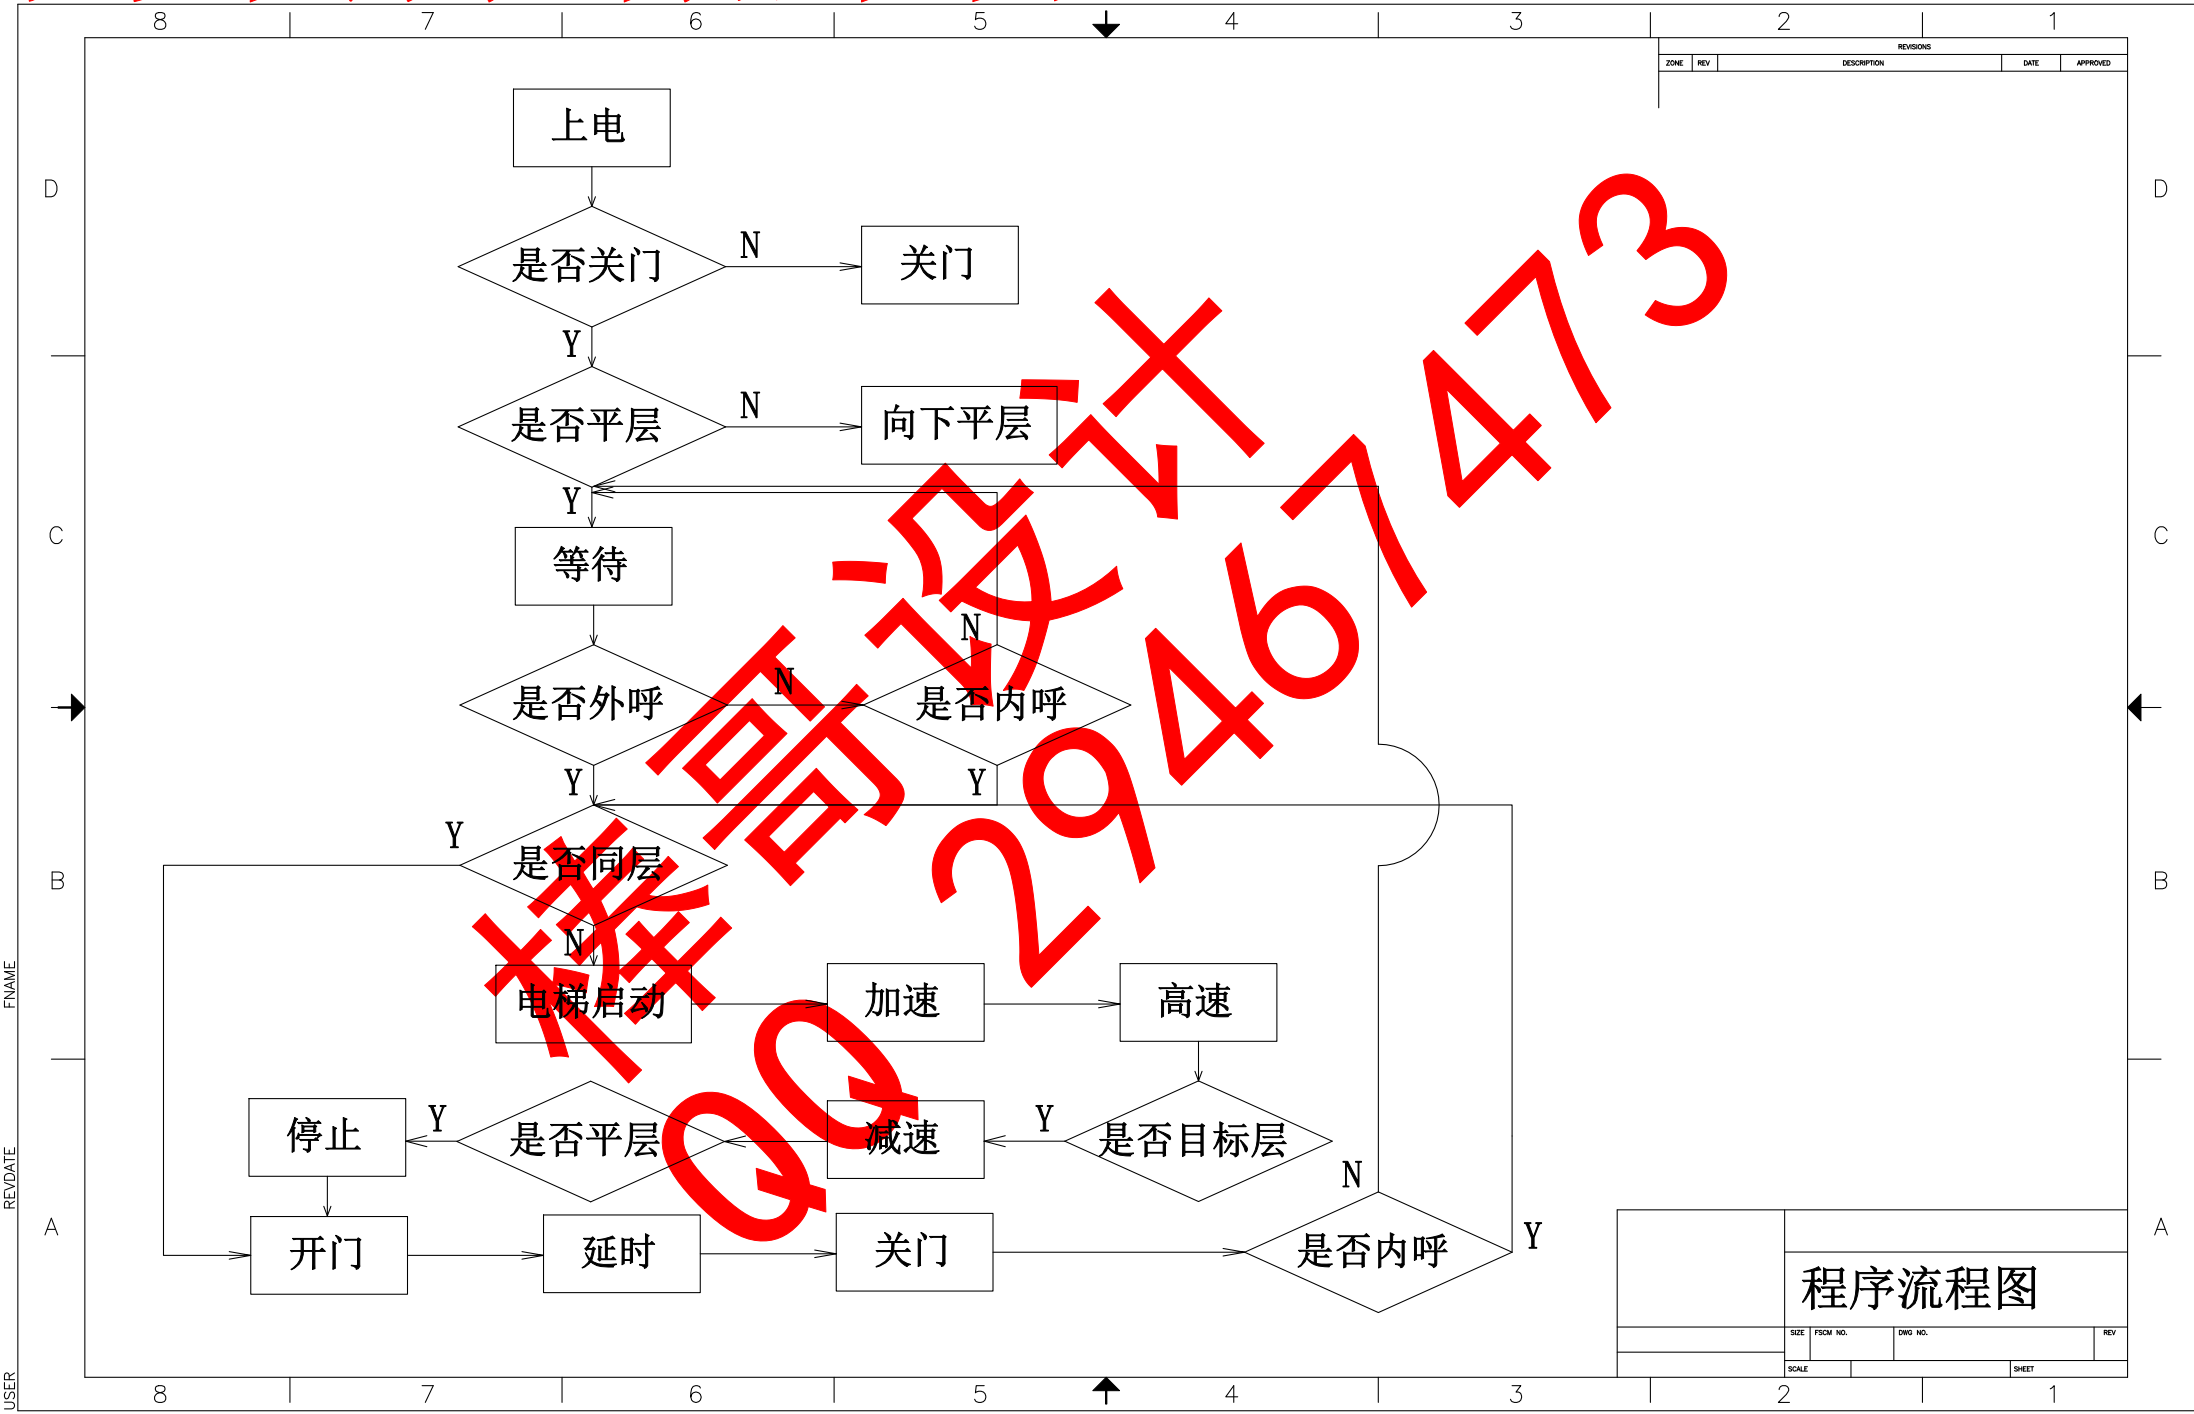 8 7 6 5 4 3 2 1
REVISIONS
ZONE REV DESCRIPTION DATE APPROVED
上电
D D
是否关门 N 关门
Y
是否平层 N 向下平层
Y
C C
等待
N
是否外呼 N 是否内呼
Y Y
Y
是否同层
B B
N
电梯启动 加速 高速
FNAME
停止 Y 是否平层 减速 Y 是否目标层
REVDATE
N
A A
开门 延时 关门 是否内呼 Y
程序流程图
SIZE FSCM NO. DWG NO. REV
SCALE SHEET
USER
8 7 6 5 4 3 2 1
棒哥设计
QQ 29467473